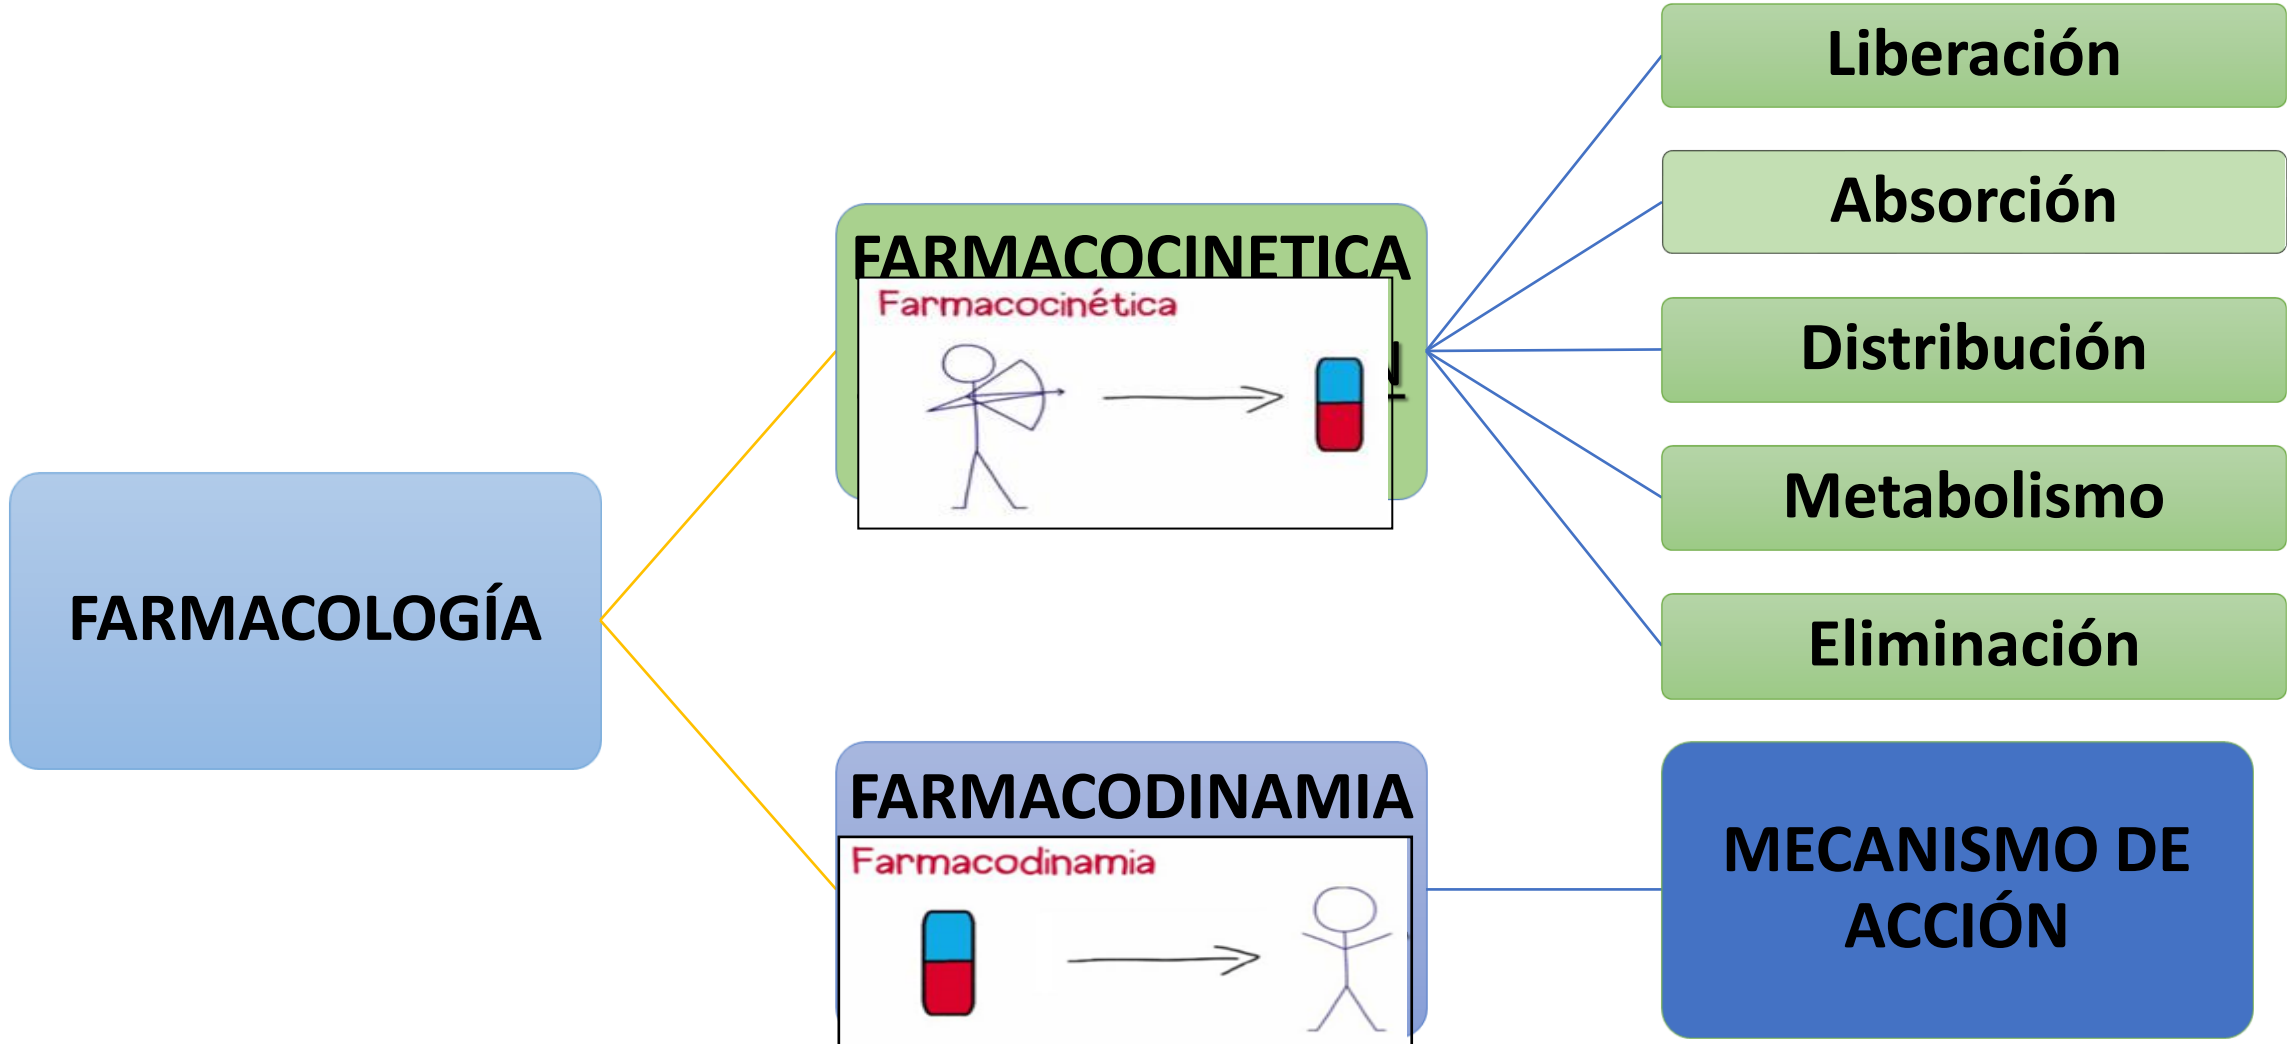 FARMACOLOGÍA
FARMACOCINETICA
Farmacocinética
Liberación
Absorción
Distribución
Metabolismo
Eliminación
FARMACODINAMIA
Farmacodinamia
MECANISMO DE
ACCIÓN